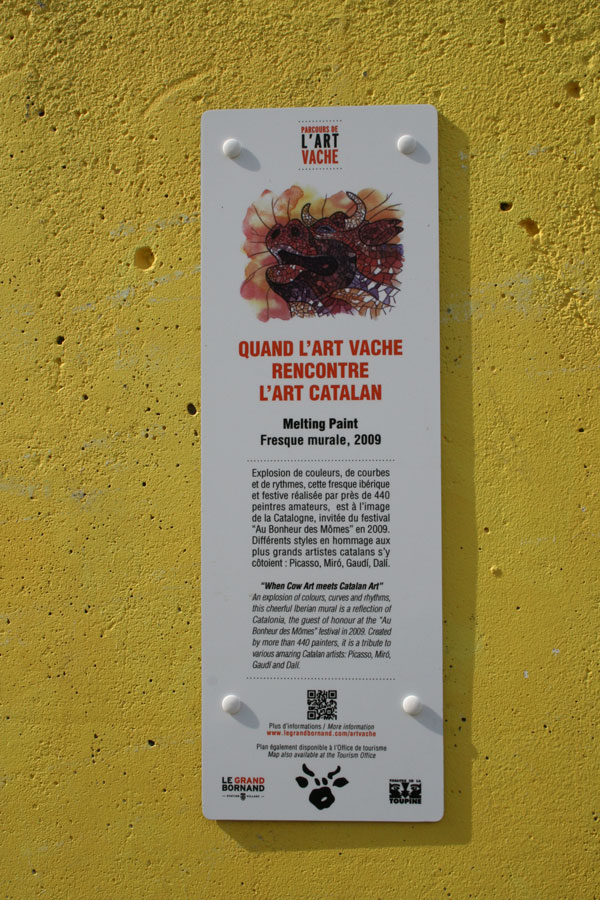 PARCOURS DE
L'ART
VACHE
QUAND L'ART VACHE
RENCONTRE
L'ART CATALAN
Melting Paint
Fresque murale, 2009
Explosion de couleurs, de courbes
et de rythmes, cette fresque ibérique
et festive réalisée par près de 440
peintres amateurs, est à l'image
de la Catalogne, invitée du festival
"Au Bonheur des Mômes" en 2009.
Différents styles en hommage aux
plus grands artistes catalans s'y
côtoient : Picasso, Miró, Gaudí, Dalí.
"When Cow Art meets Catalan Art"
An explosion of colours, curves and rhythms,
this cheerful Iberian mural is a reflection of
Catalonia, the guest of honour at the "Au
Bonheur des Mômes" festival in 2009. Created
by more than 440 painters, it is a tribute to
various amazing Catalan artists: Picasso, Miró,
Gaudí and Dalí.
Plus d'informations / More information
www.legrandbornand.com/artvache
Plan également disponible à l'Office de tourisme
Map also available at the Tourism Office
LE GRAND
BORNAND
THEATRE DE LA
TOUPINE